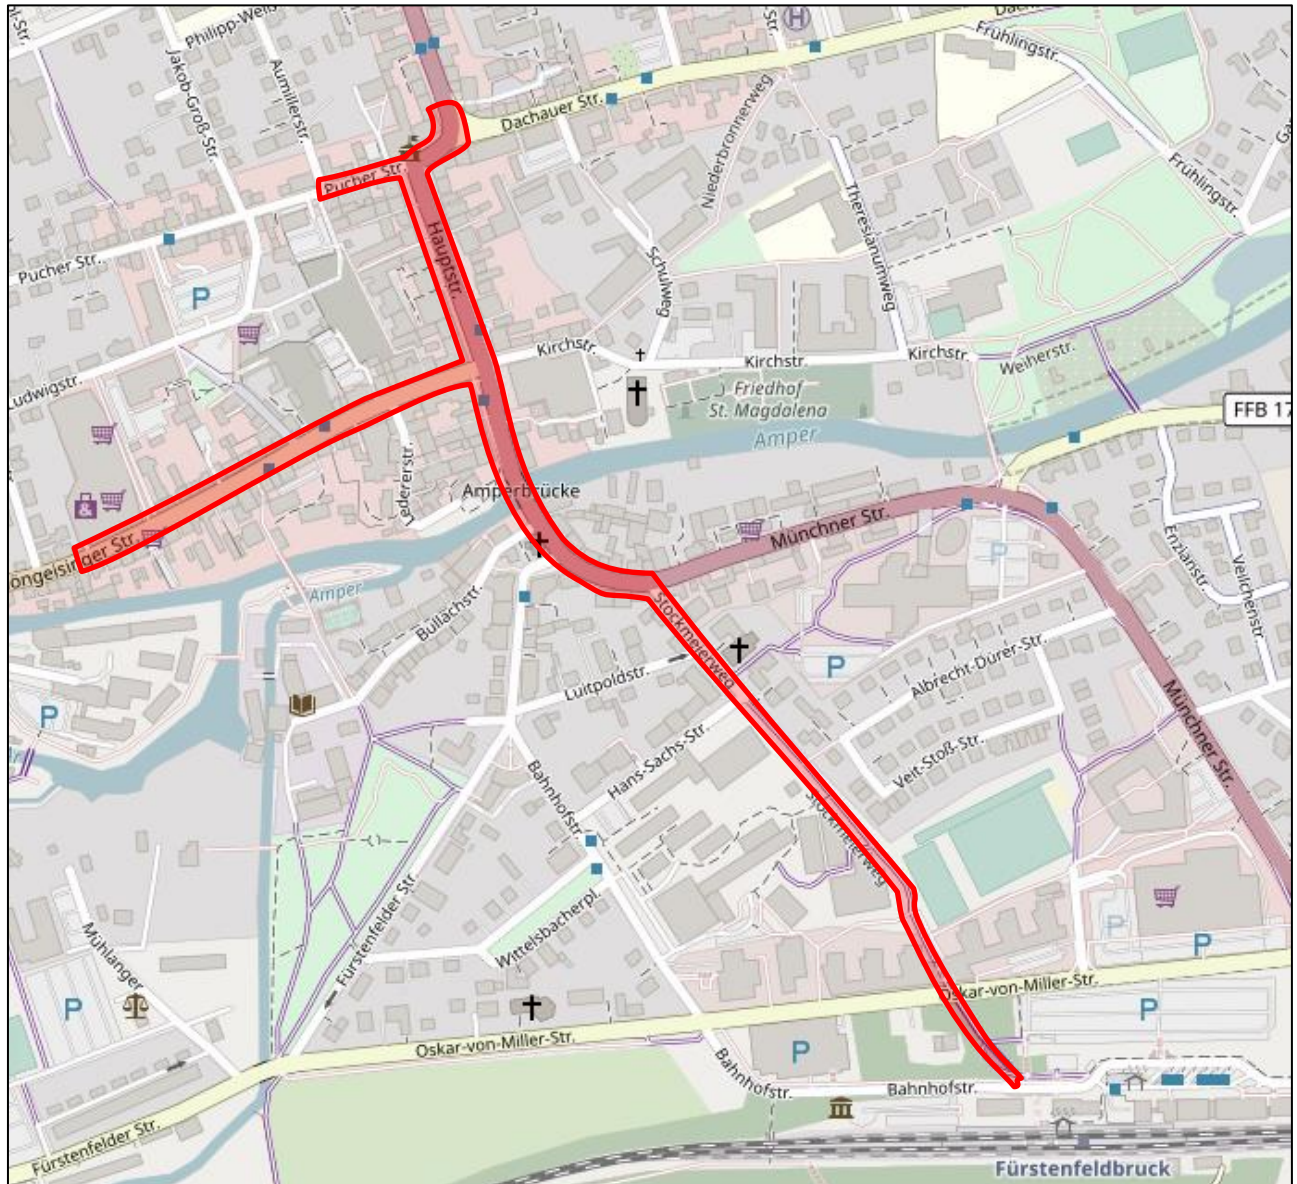 Philipp-Weiß
Str.
Dach
Frühlingstr.
Jakob-Groß-Str.
Aumillerstr.
Dachauer Str.
Niederbronnerweg
Frühlingstr.
Pucher Str.
Theresianumweg
Hauptstr.
Pucher Str.
P
Schulweg
Kirchstr.
Kirchstr.
Kirchstr.
Weiherstr.
Ludwigstr.
Friedhof
St. Magdalena
FFB 17
Amper
Ledererstr.
Amperbrücke
Münchner Str.
öngeisinger Str.
P
Enzianstr.
Veilchenstr.
Amper
Bullachstr.
Stockmeierweg
Albrecht-Dürer-Str.
P
Luitpoldstr.
Münchner Str.
P
Hans-Sachs-Str.
Veit-Stoß-Str.
Bahnhofstr.
Stockmeierweg
Fürstenfelder Str.
Wittelsbacherpl.
P
P
Mühlanger
Oskar-von-Miller-Str.
P
P
Oskar-von-Miller-Str.
P
Bahnhofstr.
Bahnhofstr.
Fürstenfelder Str.
Fürstenfeldbruck